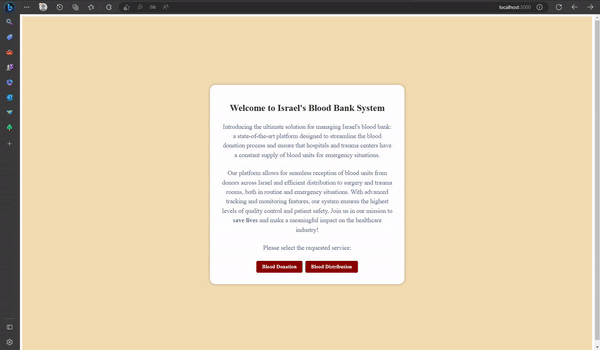 localhost:3000
Welcome to Israel's Blood Bank System
Introducing the ultimate solution for managing Israel's blood bank:
a state-of-the-art platform designed to streamline the blood
donation process and ensure that hospitals and trauma centers have
a constant supply of blood units for emergency situations.
Our platform allows for seamless reception of blood units from
donors across Israel and efficient distribution to surgery and trauma
rooms, both in routine and emergency situations. With advanced
tracking and monitoring features, our system ensures the highest
levels of quality control and patient safety. Join us in our mission to
save lives and make a meaningful impact on the healthcare
industry!
Please select the requested service:
Blood Donation
Blood Distribution